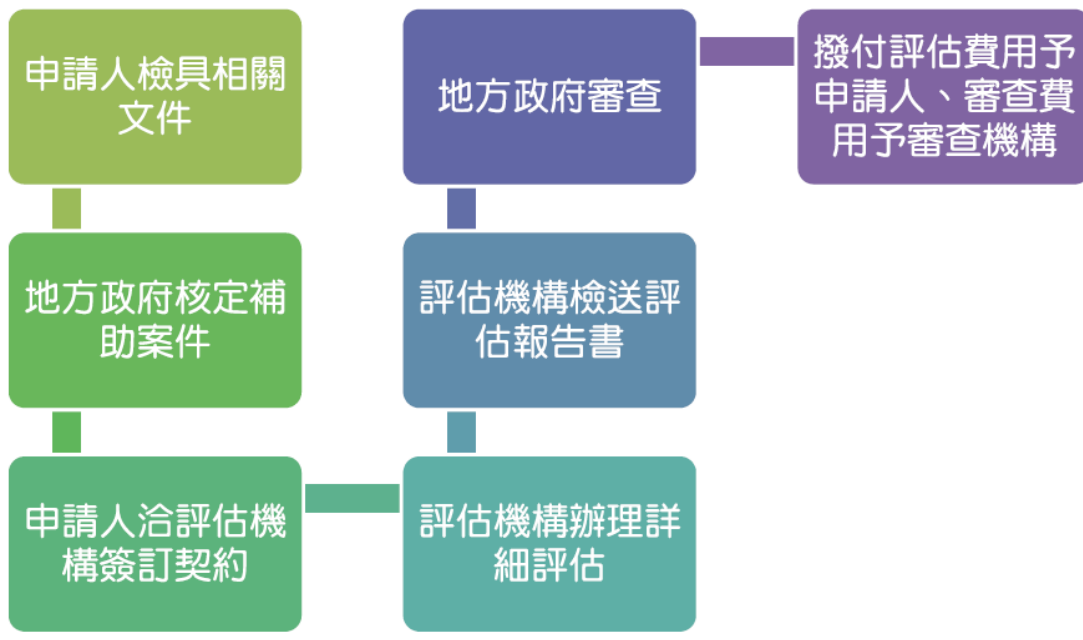 申請人檢具相關
文件
地方政府核定補
助案件
申請人洽評估機
構簽訂契約
評估機構辦理詳
細評估
評估機構檢送評
估報告書
地方政府審查
撥付評估費用予
申請人、審查費
用予審查機構